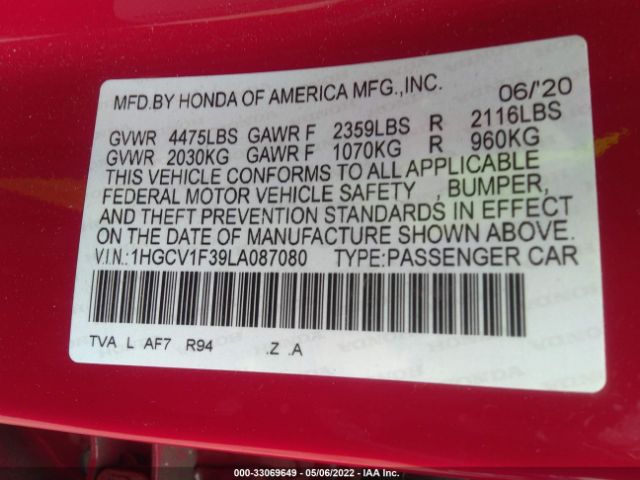 MFD.BY HONDA OF AMERICA MFG.,INC. 06/'20
GVWR 4475LBS GAWR F 2359LBS R 2116LBS
GVWR 2030KG GAWR F 1070KG R 960KG
THIS VEHICLE CONFORMS TO ALL APPLICABLE
FEDERAL MOTOR VEHICLE SAFETY , BUMPER,
AND THEFT PREVENTION STANDARDS IN EFFECT
ON THE DATE OF MANUFACTURE SHOWN ABOVE.
V.I.N.:1HGCV1F39LA087080 TYPE:PASSENGER CAR
TVA L AF7 R94 .Z .A
000-33069649 - 05/06/2022 - IAA Inc.